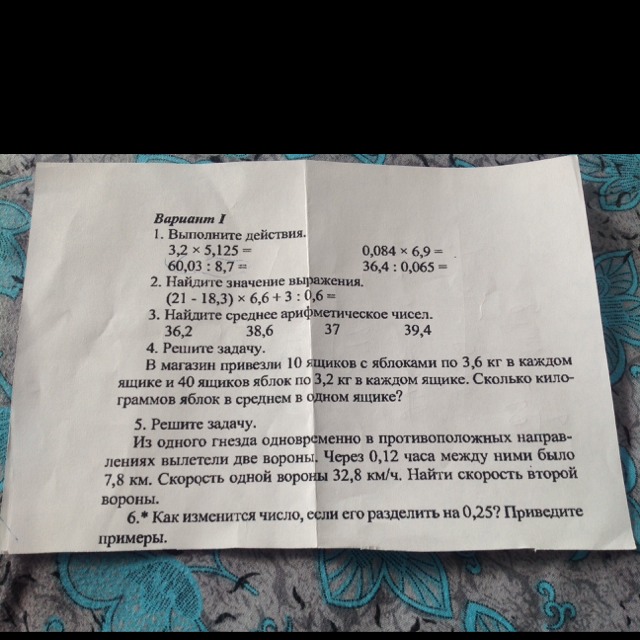 Вариант I
1. Выполните действия.
3,2 × 5,125 = 0,084 × 6,9 =
60,03 : 8,7 = 36,4 : 0,065 =
2. Найдите значение выражения.
(21 - 18,3) × 6,6 + 3 : 0,6 =
3. Найдите среднее арифметическое чисел.
36,2 38,6 37 39,4
4. Решите задачу.
В магазин привезли 10 ящиков с яблоками по 3,6 кг в каждом
ящике и 40 ящиков яблок по 3,2 кг в каждом ящике. Сколько кило-
граммов яблок в среднем в одном ящике?
5. Решите задачу.
Из одного гнезда одновременно в противоположных направ-
лениях вылетели две вороны. Через 0,12 часа между ними было
7,8 км. Скорость одной вороны 32,8 км/ч. Найти скорость второй
вороны.
6.* Как изменится число, если его разделить на 0,25? Приведите
примеры.